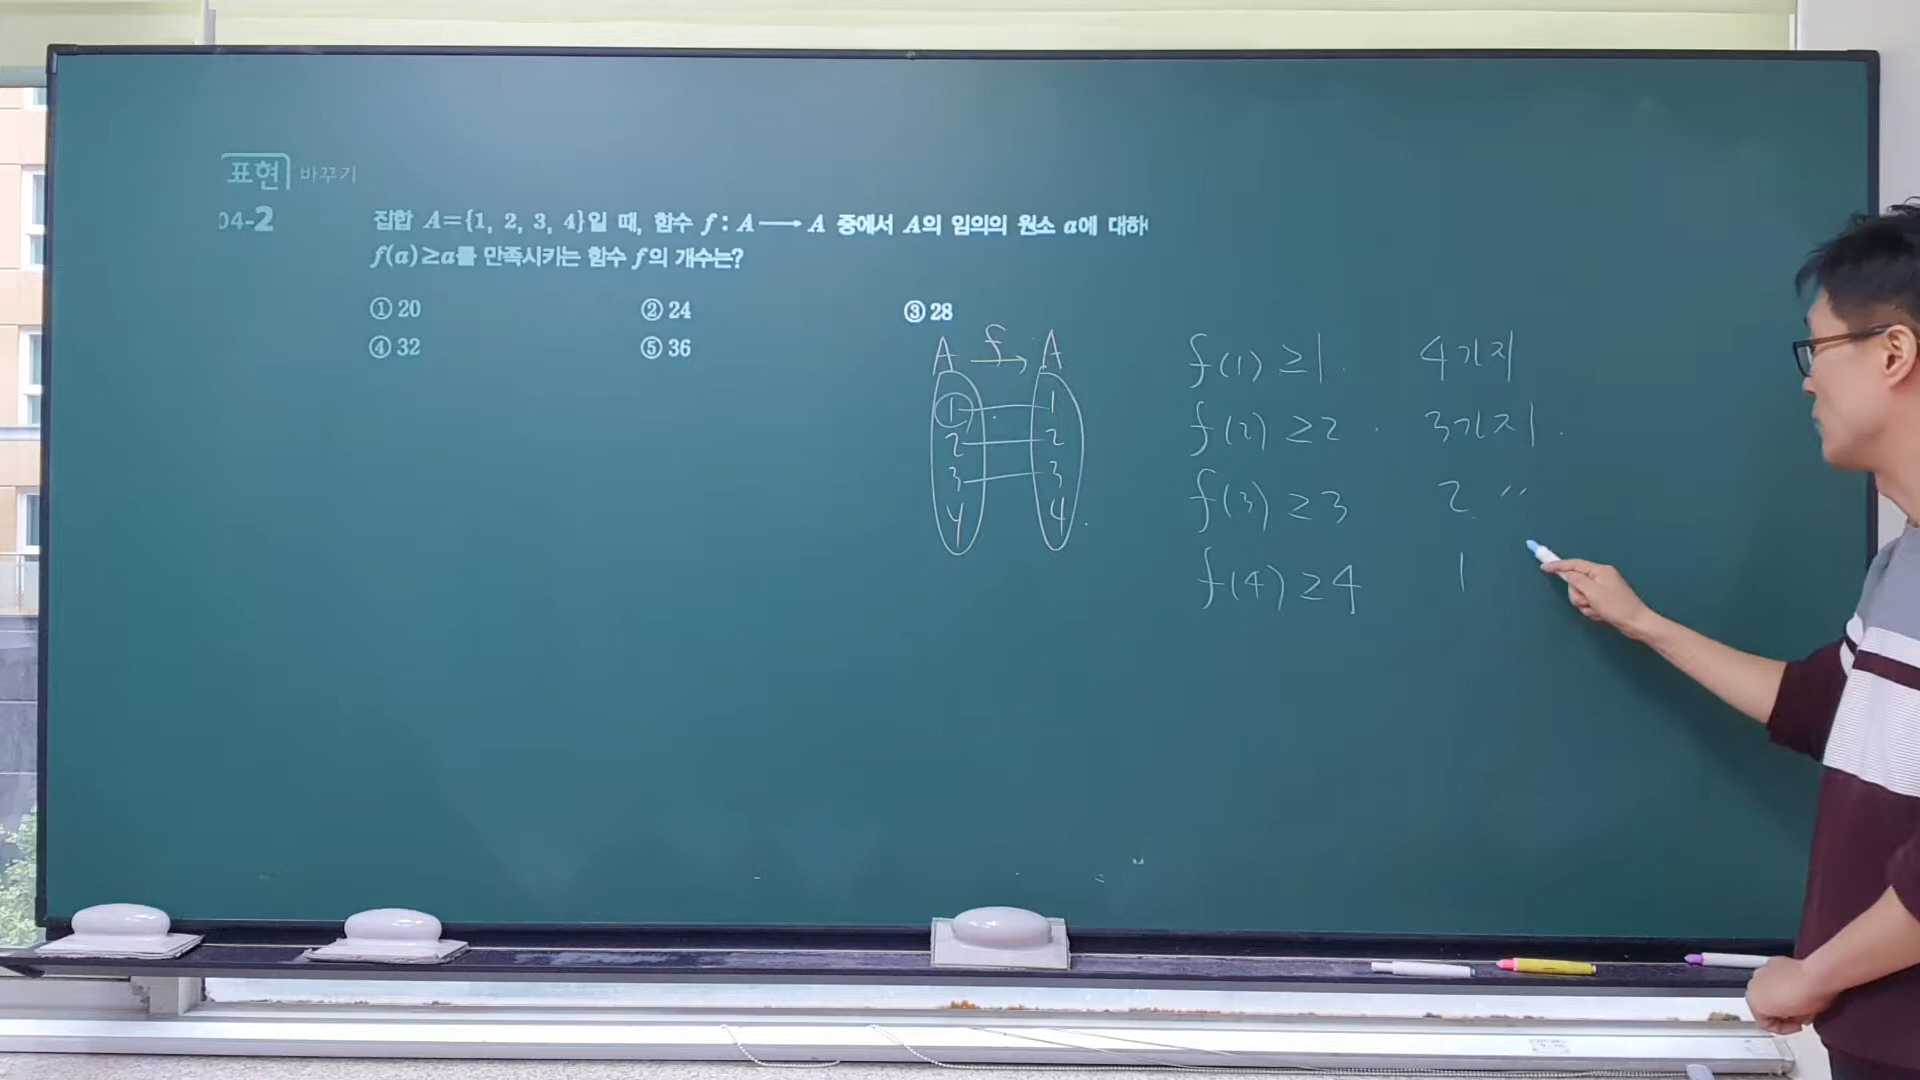 표현 바꾸기
04-2
집합 A={1, 2, 3, 4}일 때, 함수 f : A → A 중에서 A의 임의의 원소 a에 대하
f(a)≥a를 만족시키는 함수 f의 개수는?
① 20 ② 24 ③ 28
④ 32 ⑤ 36
A f→ A
1 1
2 2
3 3
4 4
f(1) ≥1 4가지
f(2) ≥2 3가지
f(3) ≥3 2 〃
f(4) ≥4 1